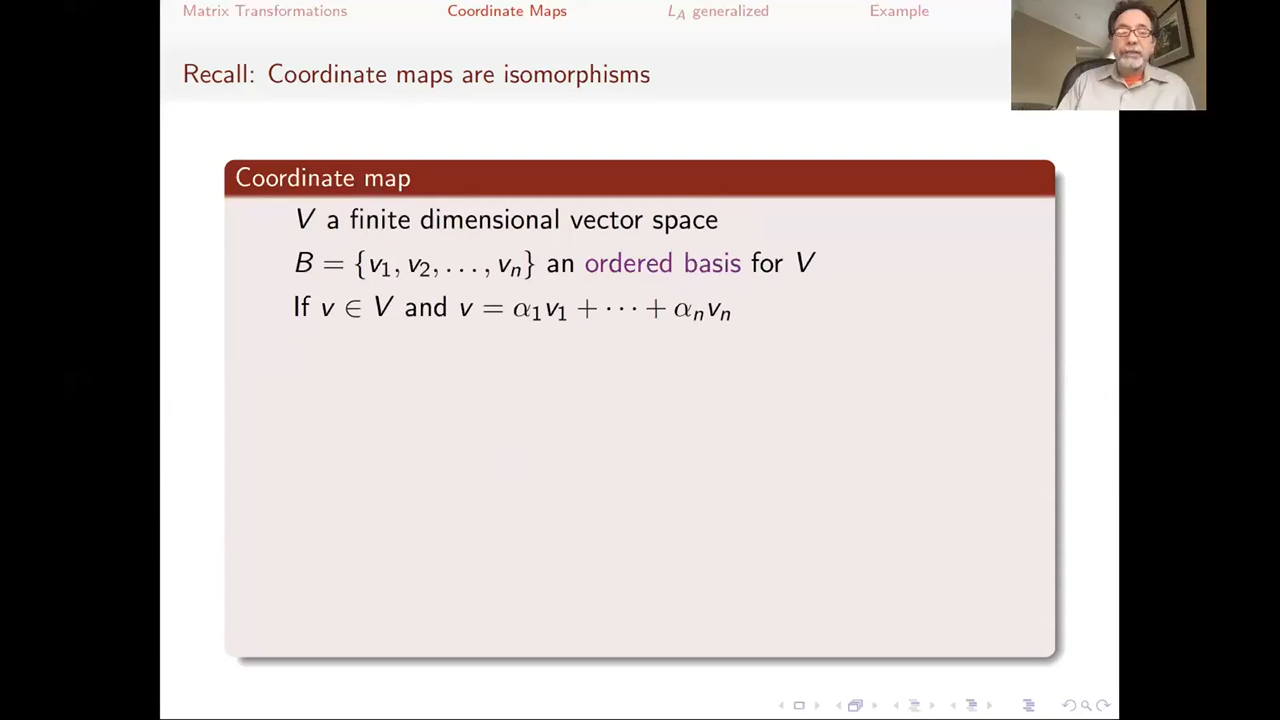 Matrix Transformations Coordinate Maps L_A generalized Example
Recall: Coordinate maps are isomorphisms
Coordinate map
V a finite dimensional vector space
B = {v₁, v₂, . . . , vₙ} an ordered basis for V
If v ∈ V and v = α₁v₁ + · · · + αₙvₙ